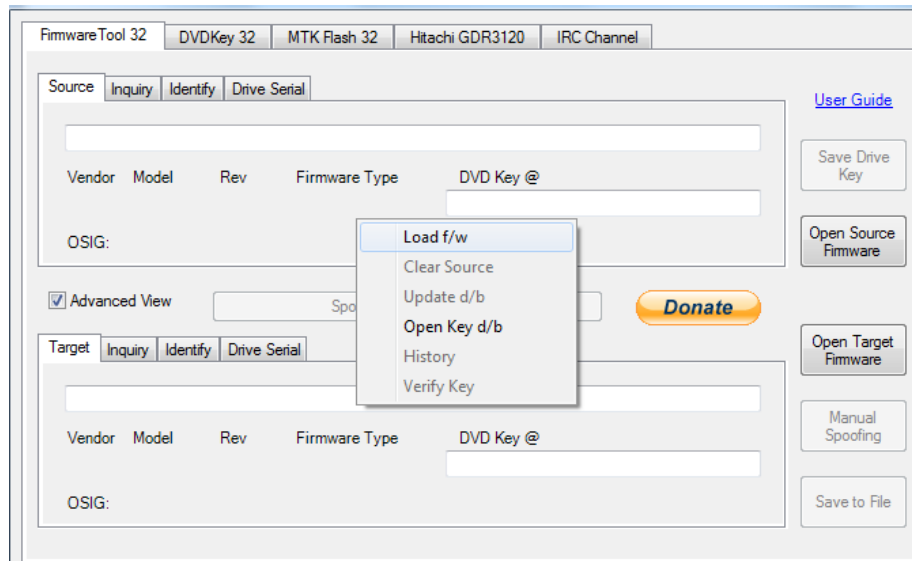 FirmwareTool 32 DVDKey 32 MTK Flash 32 Hitachi GDR3120 IRC Channel
Source Inquiry Identify Drive Serial
User Guide
Save Drive
Key
Vendor Model Rev Firmware Type DVD Key @
Open Source
Firmware
OSIG:
Load f/w
Clear Source
Update d/b
Open Key d/b
History
Verify Key
Advanced View Spo Donate
Target Inquiry Identify Drive Serial
Open Target
Firmware
Vendor Model Rev Firmware Type DVD Key @
Manual
Spoofing
OSIG:
Save to File